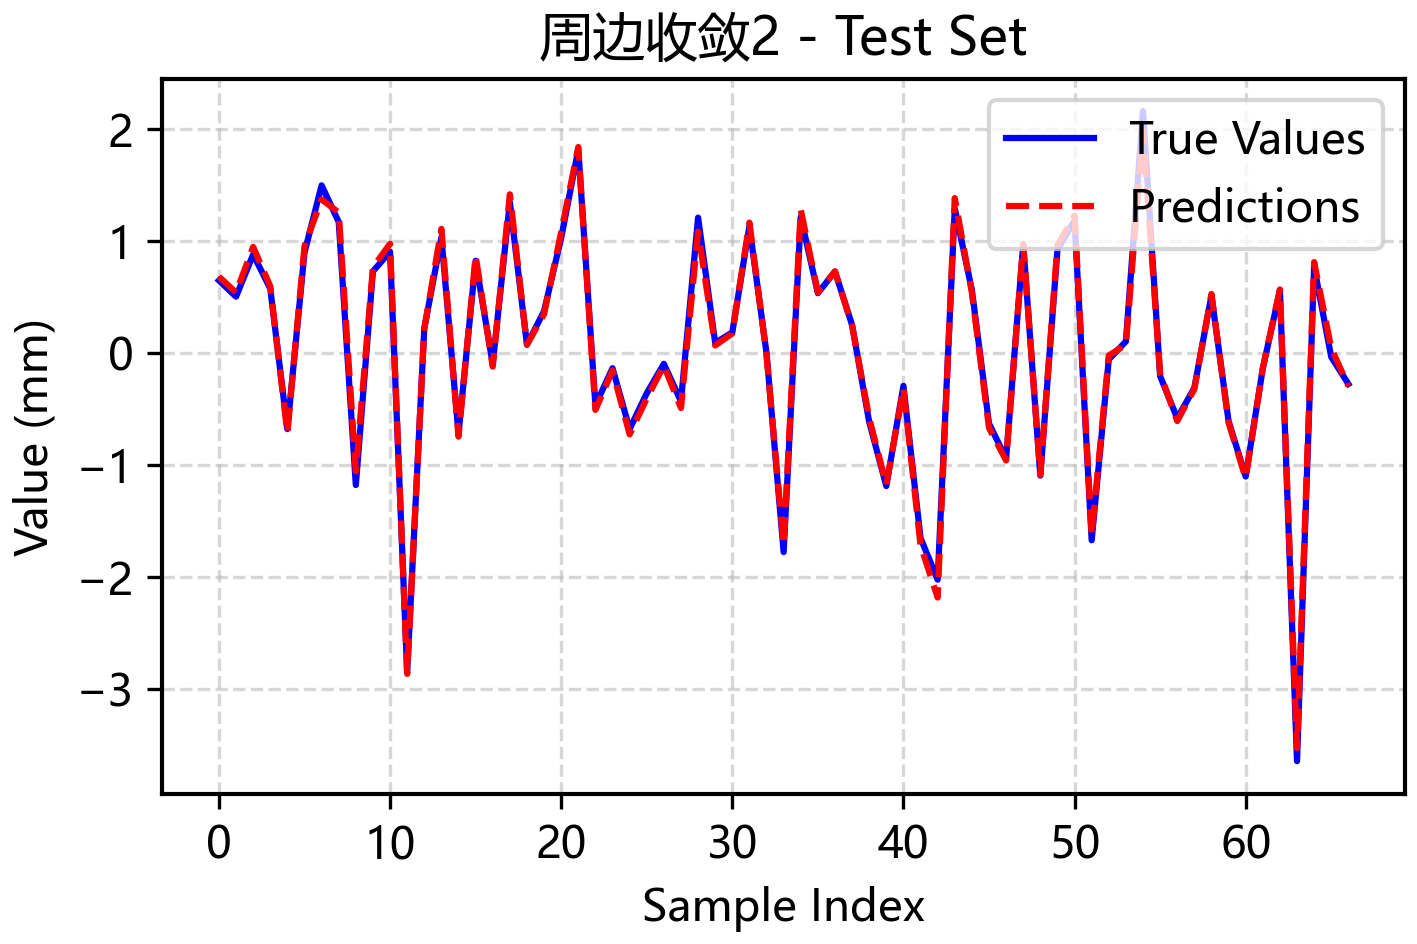 周边收敛2 - Test Set
True Values
Predictions
Value (mm)
2
1
0
−1
−2
−3
0 10 20 30 40 50 60
Sample Index